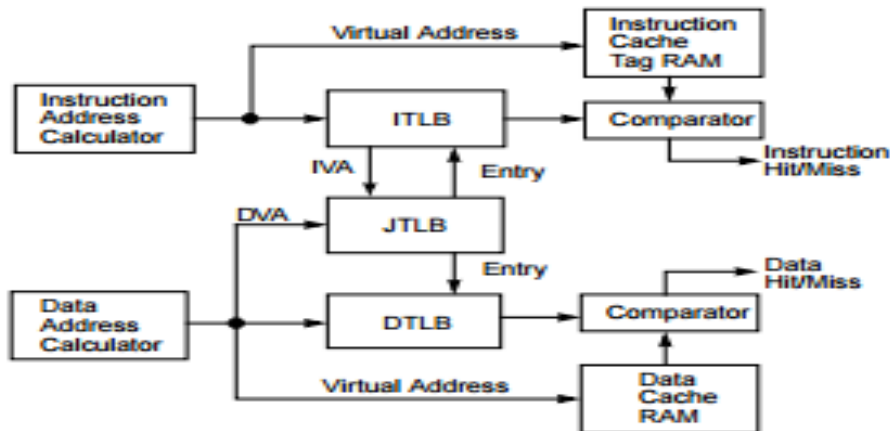 Virtual Address
Instruction
Cache
Tag RAM
Instruction
Address
Calculator
ITLB
Comparator
Instruction
Hit/Miss
IVA
Entry
DVA
JTLB
Entry
Data
Hit/Miss
Data
Address
Calculator
DTLB
Comparator
Virtual Address
Data
Cache
RAM